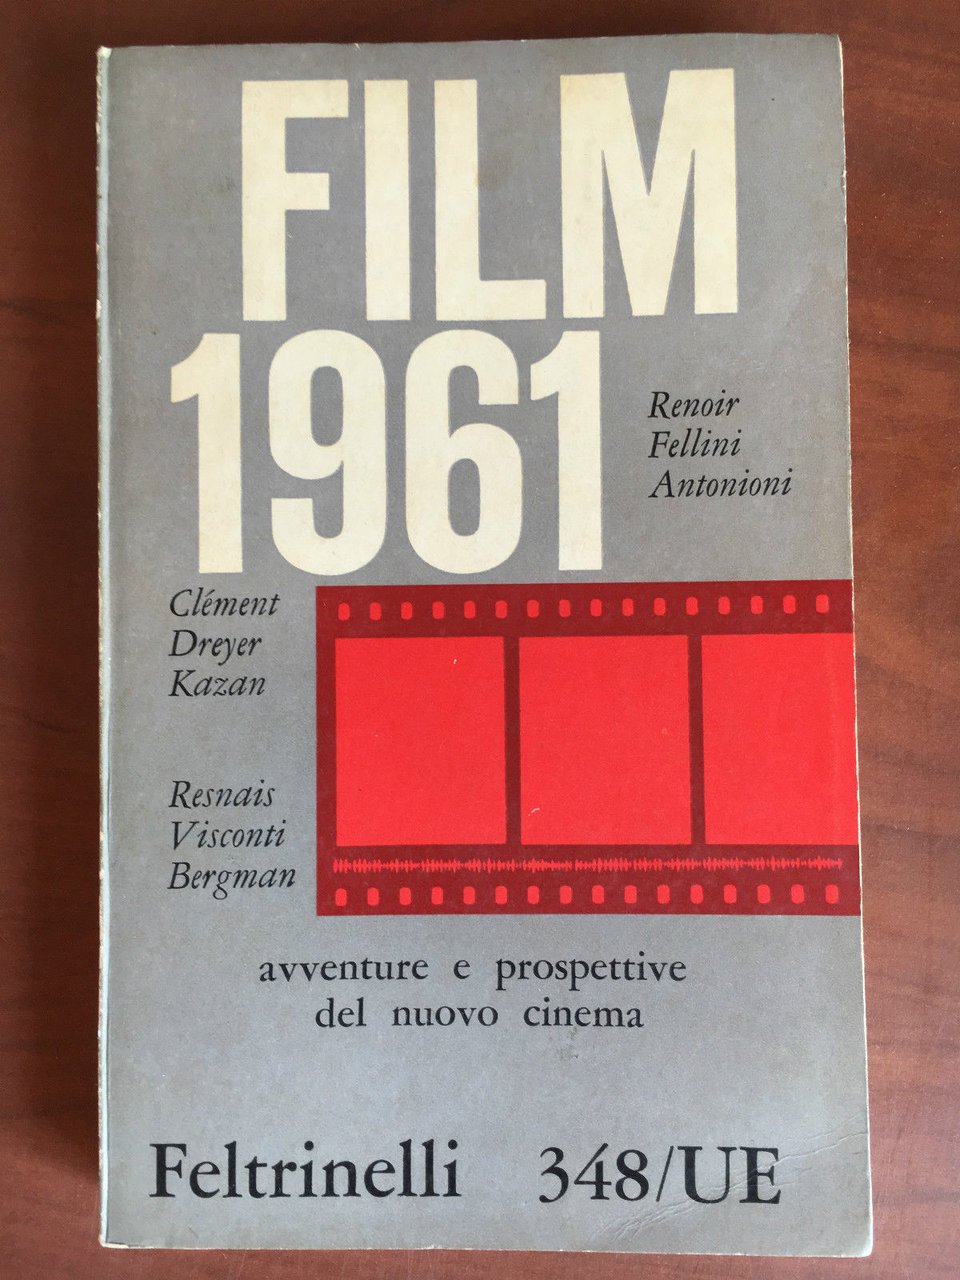 FILM
1961
Renoir
Fellini
Antonioni
Clément
Dreyer
Kazan
Resnais
Visconti
Bergman
avventure e prospettive
del nuovo cinema
Feltrinelli 348/UE